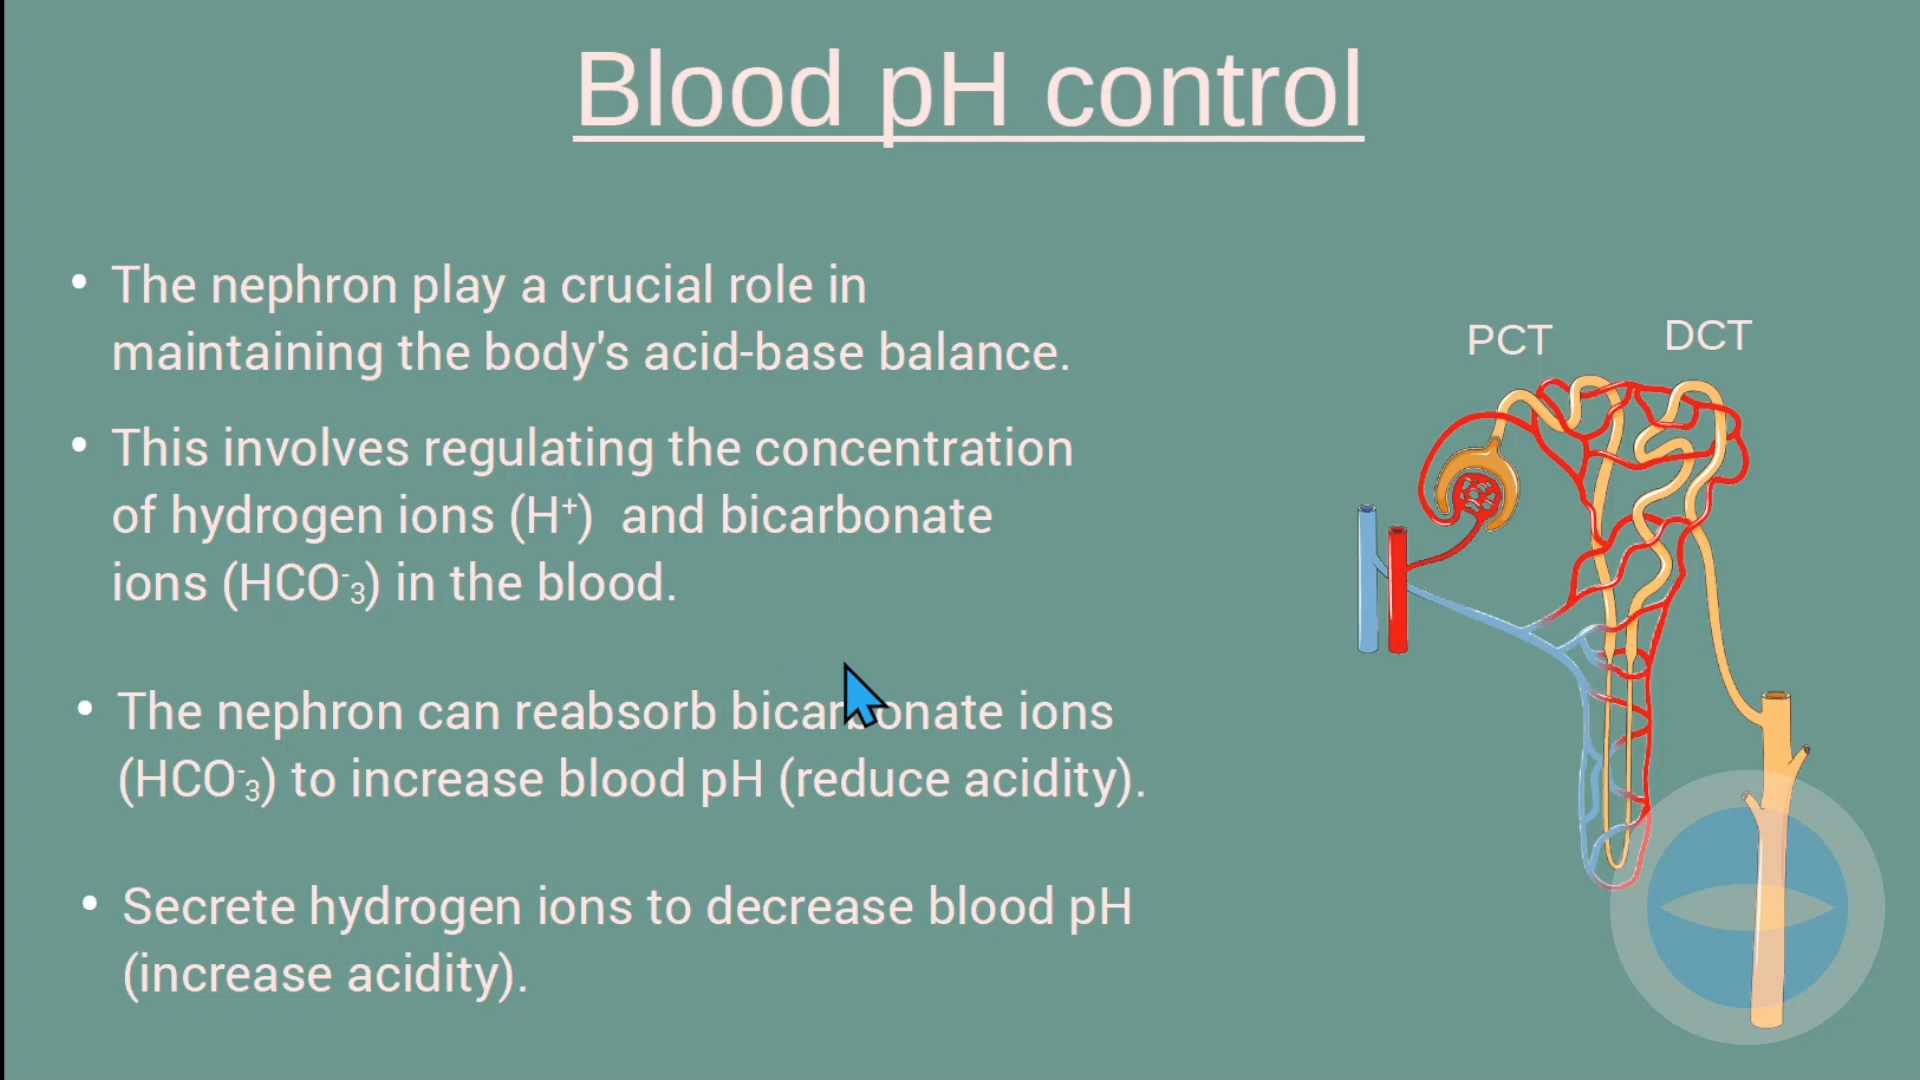 Blood pH control
• The nephron play a crucial role in
maintaining the body's acid-base balance.
• This involves regulating the concentration
of hydrogen ions (H⁺)  and bicarbonate
ions (HCO⁻₃) in the blood.
• The nephron can reabsorb bicarbonate ions
(HCO⁻₃) to increase blood pH (reduce acidity).
• Secrete hydrogen ions to decrease blood pH
(increase acidity).
PCT
DCT